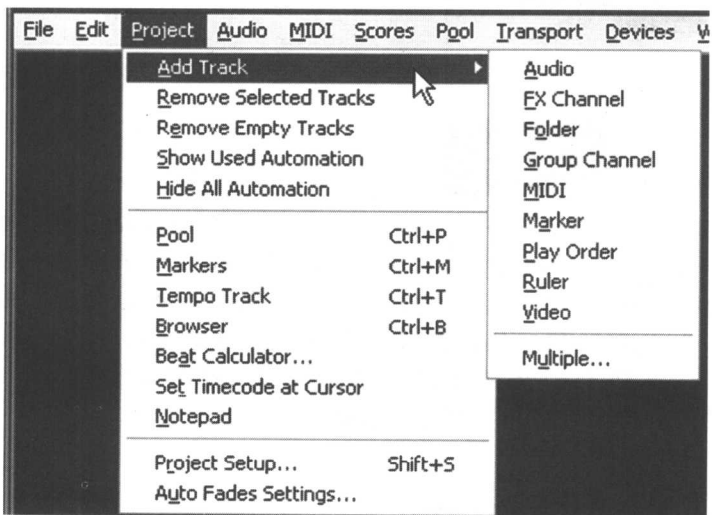 File Edit Project Audio MIDI Scores Pool Transport Devices
Add Track
Remove Selected Tracks
Remove Empty Tracks
Show Used Automation
Hide All Automation
Pool Ctrl+P
Markers Ctrl+M
Tempo Track Ctrl+T
Browser Ctrl+B
Beat Calculator...
Set Timecode at Cursor
Notepad
Project Setup... Shift+S
Auto Fades Settings...
Audio
FX Channel
Folder
Group Channel
MIDI
Marker
Play Order
Ruler
Video
Multiple...